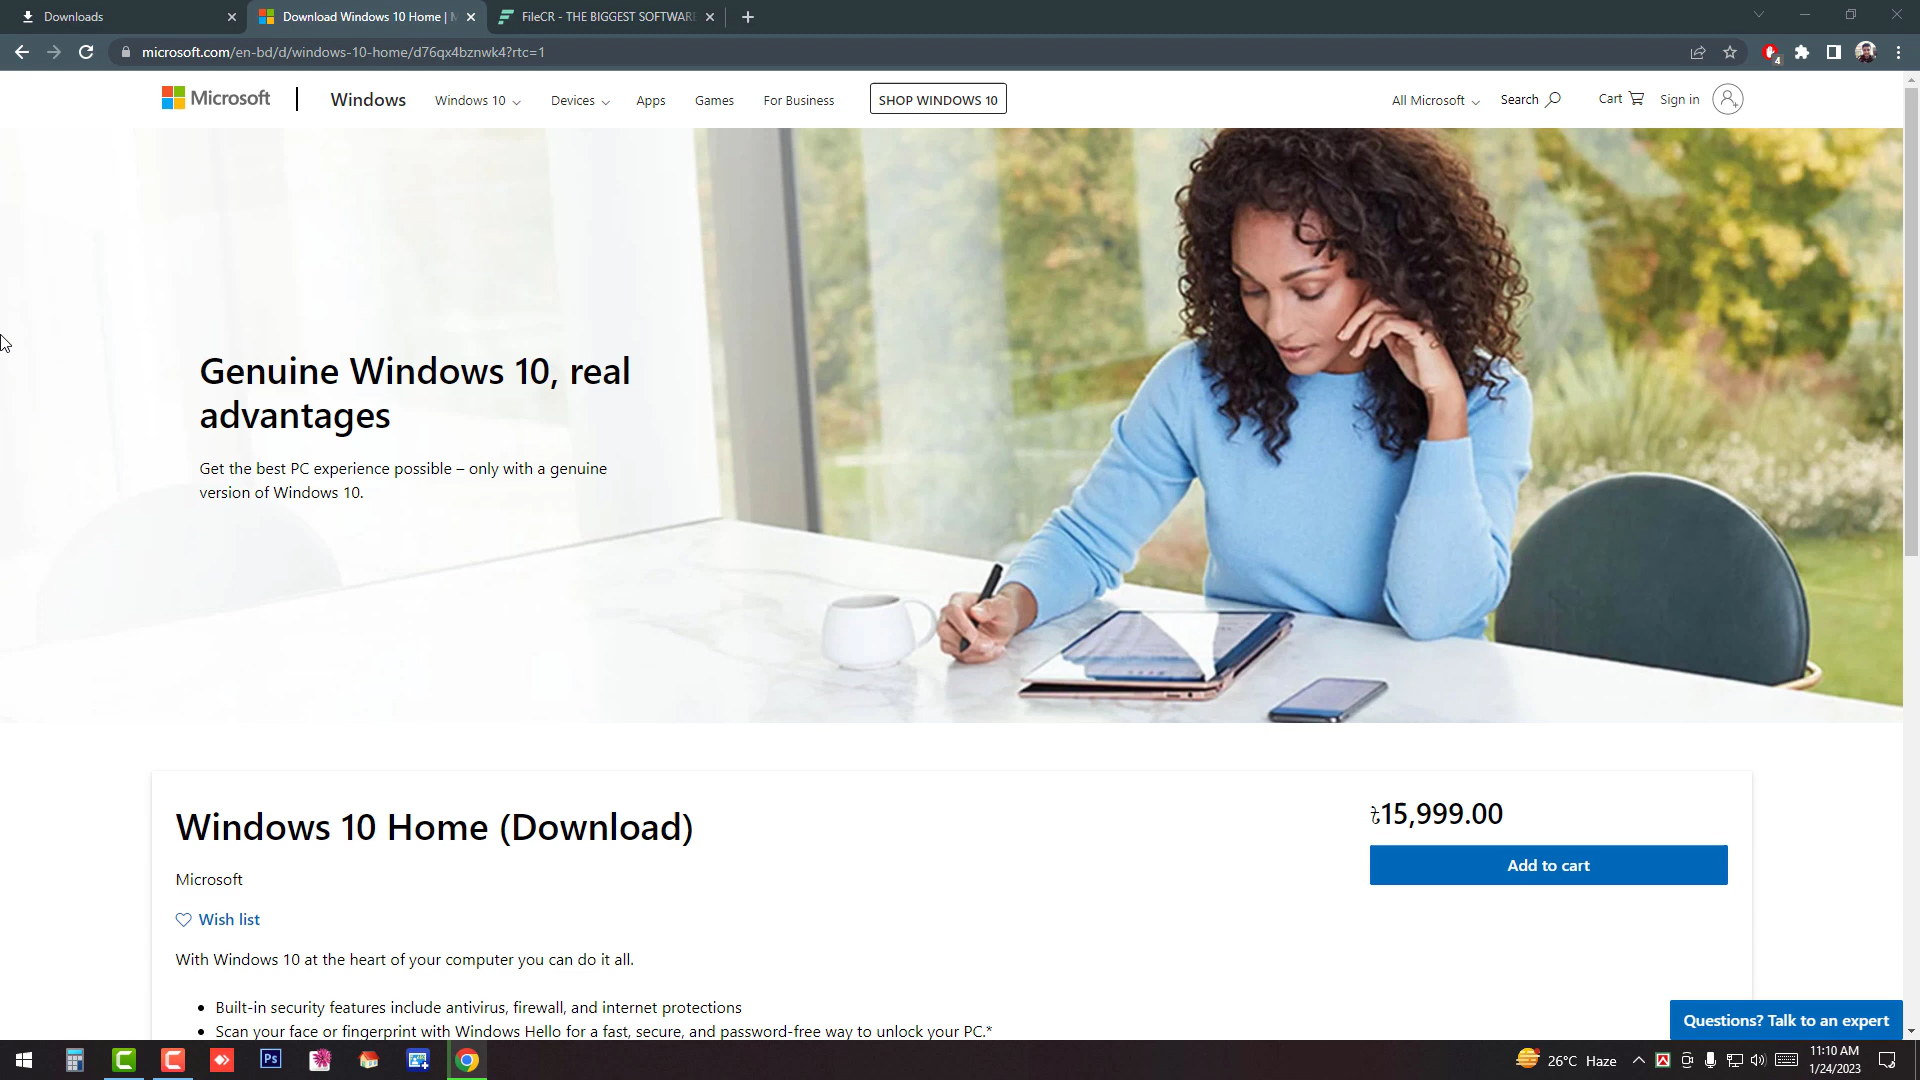 Downloads
Download Windows 10 Home |
FileCR - THE BIGGEST SOFTWARE
microsoft.com/en-bd/d/windows-10-home/d76qx4bznwk4?rtc=1
4
Microsoft
Windows
Windows 10
Devices
Apps
Games
For Business
SHOP WINDOWS 10
All Microsoft
Search
Cart
Sign in
Genuine Windows 10, real
advantages
Get the best PC experience possible – only with a genuine
version of Windows 10.
Windows 10 Home (Download)
৳15,999.00
Add to cart
Microsoft
Wish list
With Windows 10 at the heart of your computer you can do it all.
• Built-in security features include antivirus, firewall, and internet protections
• Scan your face or fingerprint with Windows Hello for a fast, secure, and password-free way to unlock your PC.*
Questions? Talk to an expert
Ps
26°C Haze
11:10 AM
1/24/2023